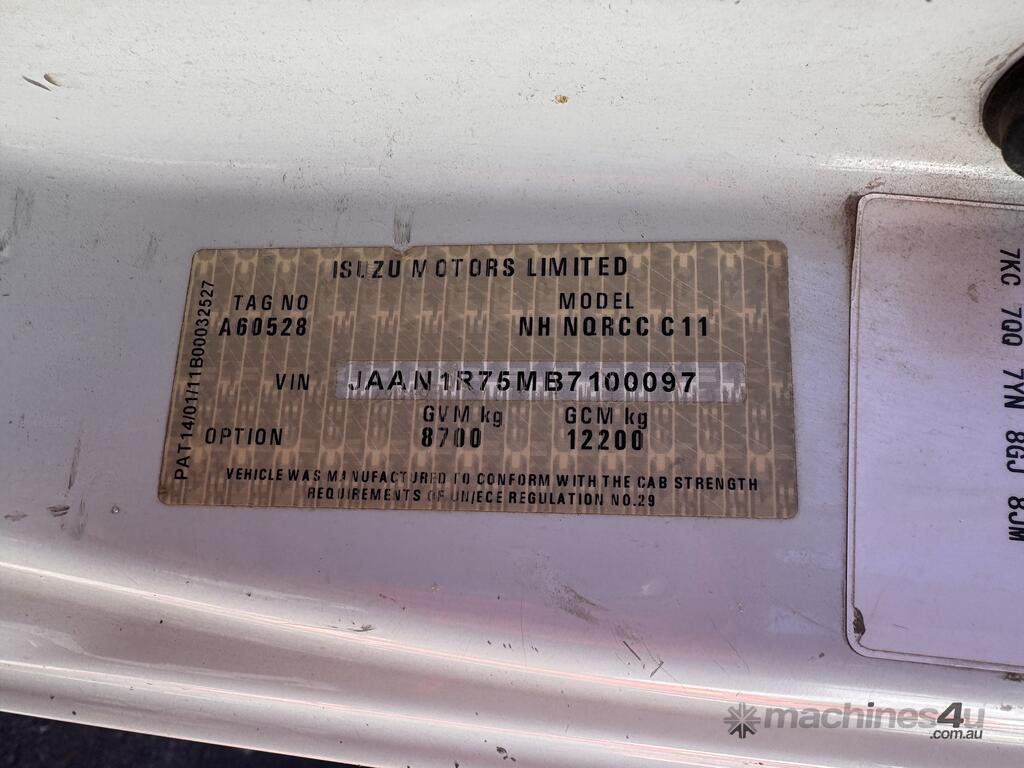 ISUZU MOTORS LIMITED
TAG NO MODEL
A60528 NH NQRCC C11
VIN JAAN1R75MB7100097
GVM kg GCM kg
OPTION 8700 12200
VEHICLE WAS MANUFACTURED TO CONFORM WITH THE CAB STRENGTH
REQUIREMENTS OF UN/ECE REGULATION NO.29
PAT14/01/11B00032527
7KC 7QQ 7YN 8GJ 8JM
machines4u
.com.au